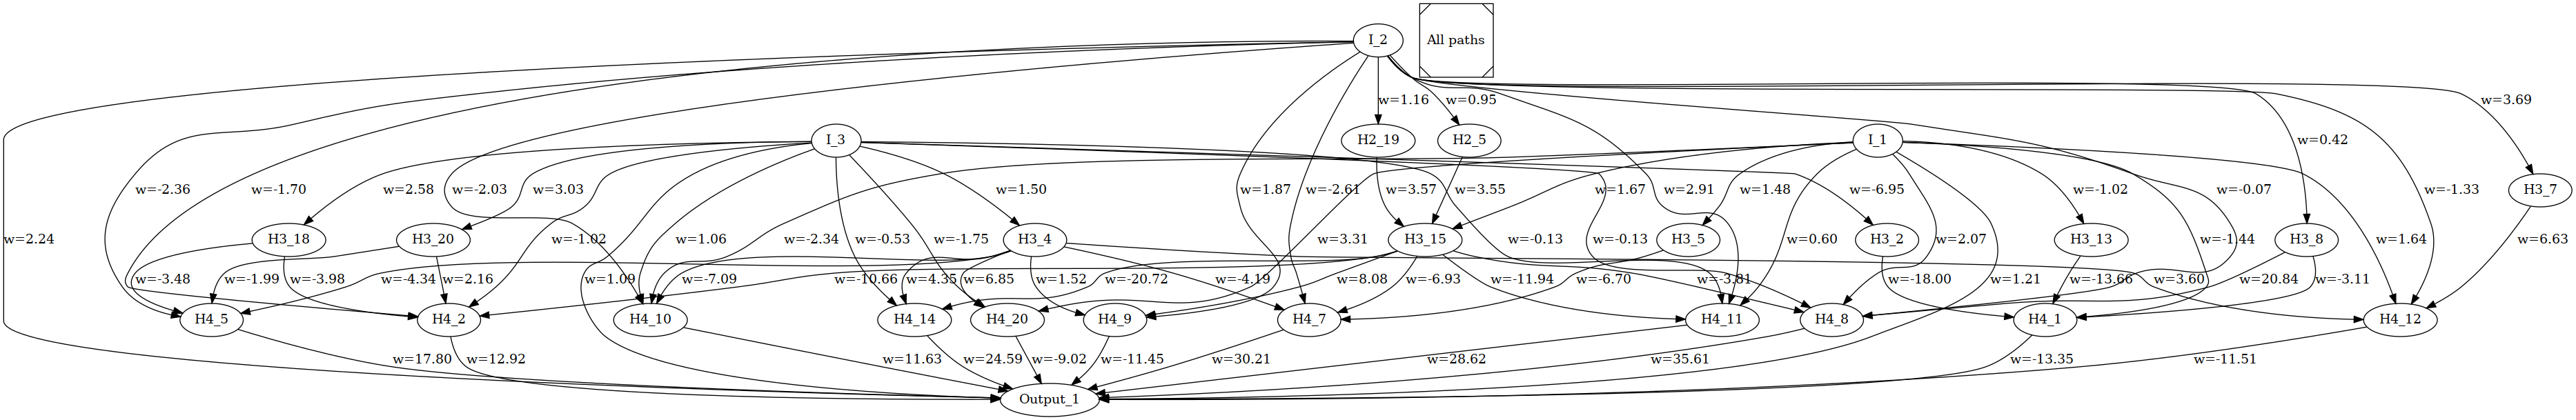 I_2
All paths
w=1.16
w=0.95
w=3.69
I_3
H2_19
H2_5
I_1
w=0.42
w=-2.36
w=-1.70
w=2.58
w=-2.03
w=3.03
w=1.50
w=1.87
w=-2.61
w=3.57
w=3.55
w=1.67
w=2.91
w=1.48
w=-6.95
w=-1.02
w=-0.07
w=-1.33
H3_7
w=2.24
H3_18
H3_20
w=-1.02
w=1.06
w=-2.34
w=-0.53
w=-1.75
H3_4
w=3.31
H3_15
w=-0.13
w=-0.13
H3_5
w=0.60
H3_2
w=2.07
H3_13
w=-1.44
H3_8
w=1.64
w=6.63
w=-3.48
w=-1.99
w=-3.98
w=-4.34
w=2.16
w=1.09
w=-7.09
w=-10.66
w=4.35
w=6.85
w=1.52
w=-20.72
w=-4.19
w=8.08
w=-6.93
w=-11.94
w=-6.70
w=-3.81
w=-18.00
w=1.21
w=-13.66
w=3.60
w=20.84
w=-3.11
H4_5
H4_2
H4_10
H4_14
H4_20
H4_9
H4_7
H4_11
H4_8
H4_1
H4_12
w=17.80
w=12.92
w=11.63
w=24.59
w=-9.02
w=-11.45
w=30.21
w=28.62
w=35.61
w=-13.35
w=-11.51
Output_1